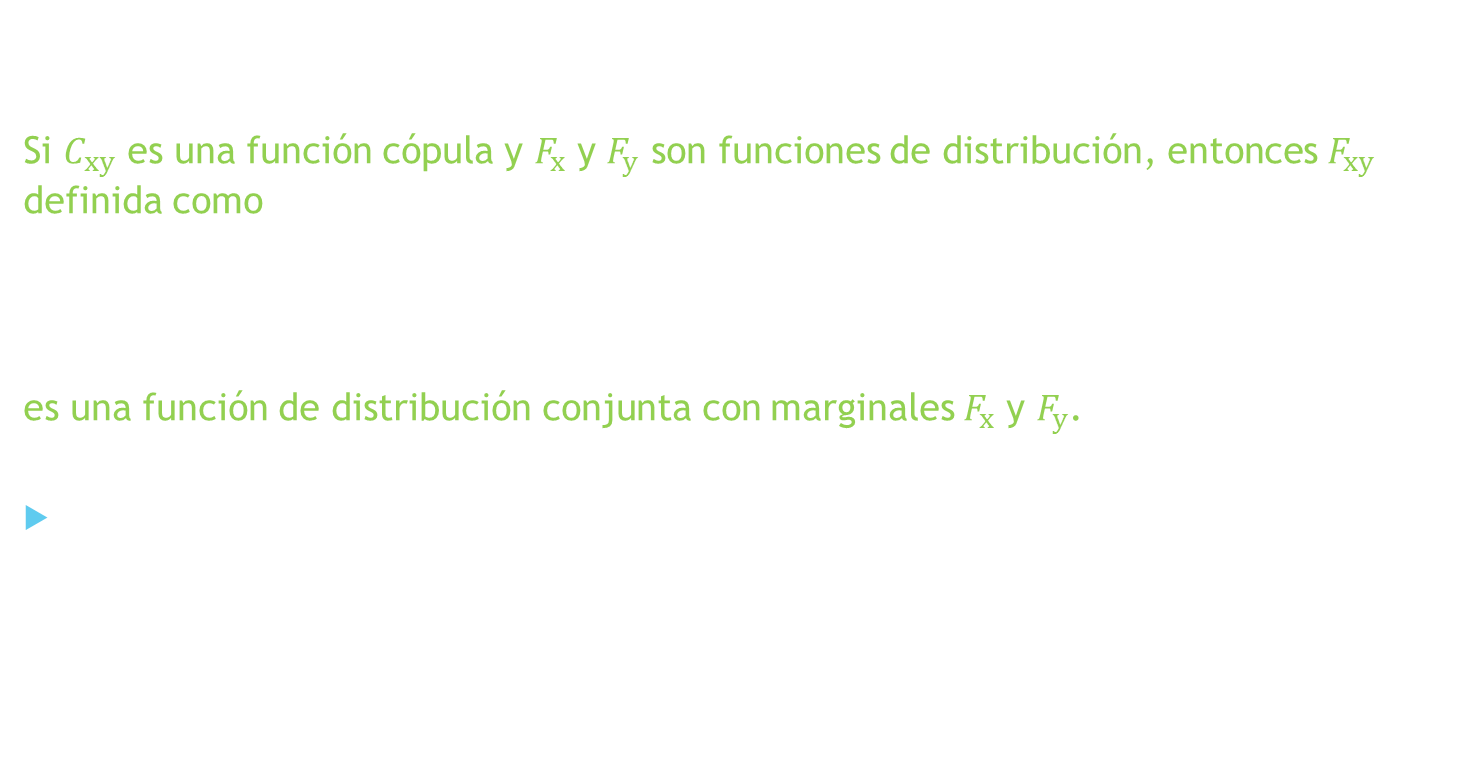 Si Cxy es una función cópula y Fx y Fy son funciones de distribución, entonces Fxy
definida como
es una función de distribución conjunta con marginales Fx y Fy.